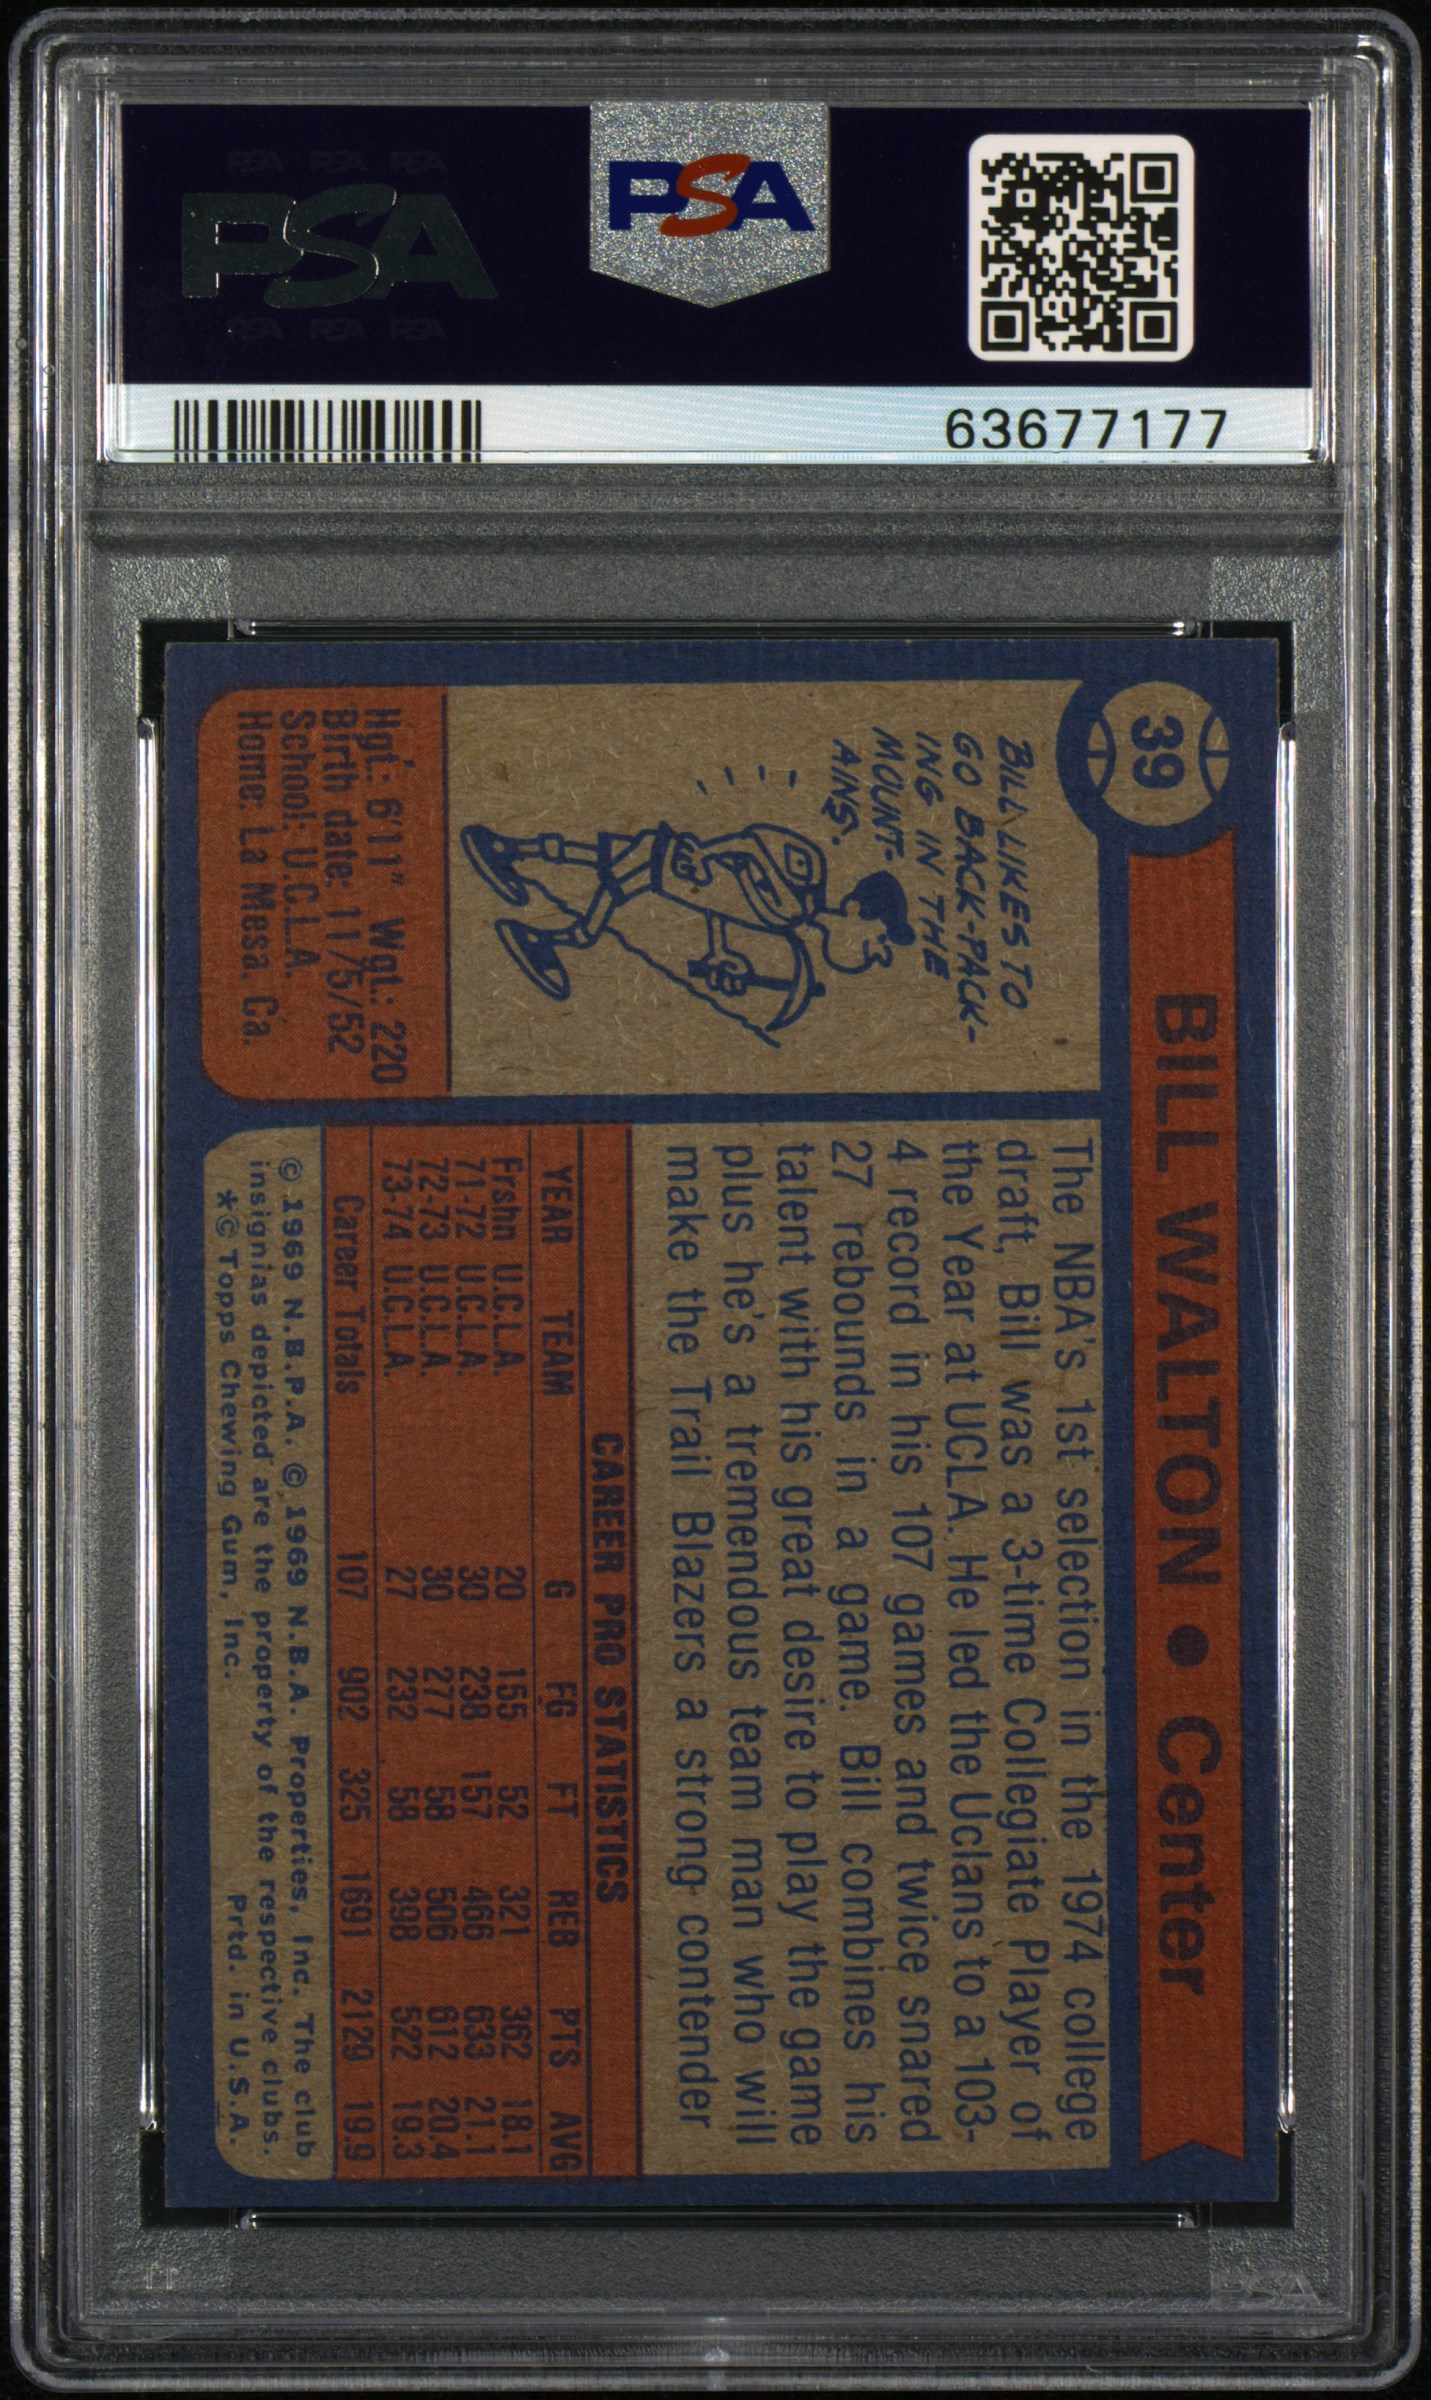 PSA PSA PSA
PSA
PSA PSA PSA
PSA
63677177
39
BILL WALTON • Center
BILL LIKES TO
GO BACK-PACK-
ING IN THE
MOUNT-
AINS.
Hgt.: 6'11" Wgt.: 220
Birth date: 11/5/52
School: U.C.L.A.
Home: La Mesa, Ca.
The NBA's 1st selection in the 1974 college
draft, Bill was a 3-time Collegiate Player of
the Year at UCLA. He led the Uclans to a 103-
4 record in his 107 games and twice snared
27 rebounds in a game. Bill combines his
talent with his great desire to play the game
plus he's a tremendous team man who will
make the Trail Blazers a strong contender
CAREER PRO STATISTICS
YEAR TEAM G FG FT REB PTS AVG
Frshn U.C.L.A. 20 155 52 321 362 18.1
71-72 U.C.L.A. 30 238 157 466 633 21.1
72-73 U.C.L.A. 30 277 58 506 612 20.4
73-74 U.C.L.A. 27 232 58 398 522 19.3
Career Totals 107 902 325 1691 2129 19.9
© 1969 N.B.P.A. © 1969 N.B.A. Properties, Inc. The club
insignias depicted are the property of the respective clubs.
*© Topps Chewing Gum, Inc. Prtd. in U.S.A.
PSA